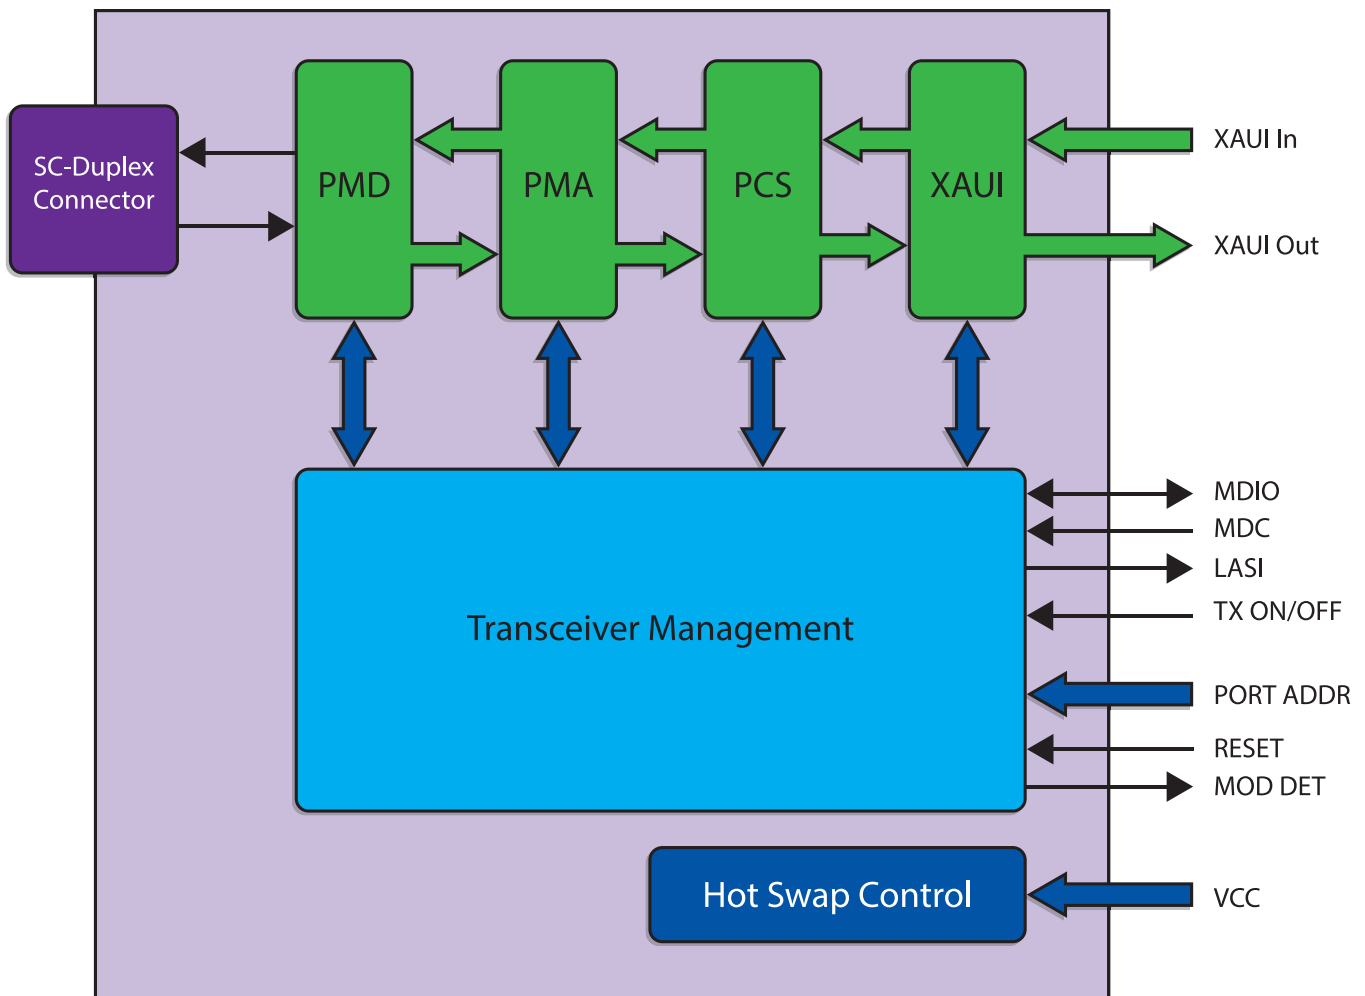 SC-Duplex
Connector
PMD
PMA
PCS
XAUI
XAUI In
XAUI Out
Transceiver Management
MDIO
MDC
LASI
TX ON/OFF
PORT ADDR
RESET
MOD DET
Hot Swap Control
VCC